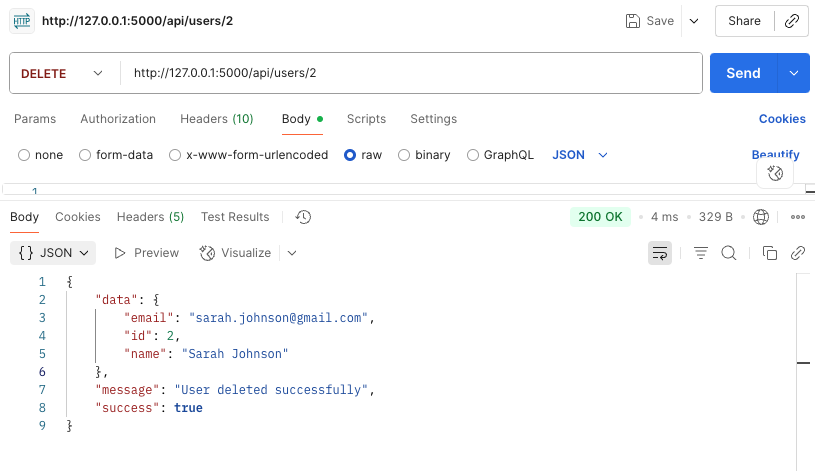 HTTP http://127.0.0.1:5000/api/users/2 Save Share
DELETE http://127.0.0.1:5000/api/users/2 Send
Params Authorization Headers (10) Body Scripts Settings Cookies
none form-data x-www-form-urlencoded raw binary GraphQL JSON Beautify
1
Body Cookies Headers (5) Test Results 200 OK • 4 ms • 329 B •
{} JSON Preview Visualize
1 {
2 "data": {
3 "email": "sarah.johnson@gmail.com",
4 "id": 2,
5 "name": "Sarah Johnson"
6 },
7 "message": "User deleted successfully",
8 "success": true
9 }